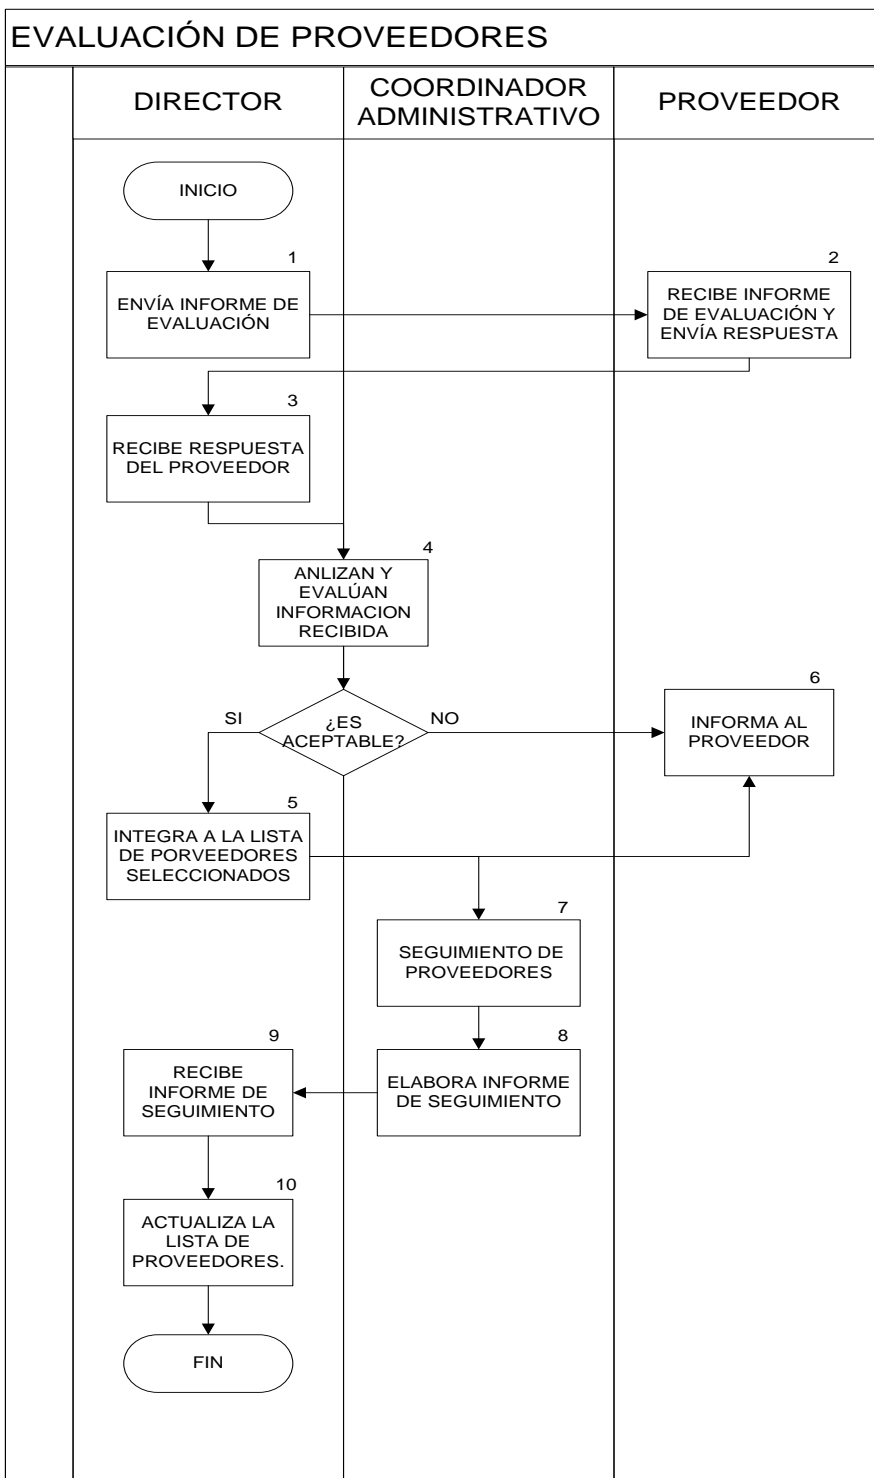 EVALUACIÓN DE PROVEEDORES
DIRECTOR
COORDINADOR
ADMINISTRATIVO
PROVEEDOR
INICIO
1
ENVÍA INFORME DE
EVALUACIÓN
2
RECIBE INFORME
DE EVALUACIÓN Y
ENVÍA RESPUESTA
3
RECIBE RESPUESTA
DEL PROVEEDOR
4
ANLIZAN Y
EVALÚAN
INFORMACION
RECIBIDA
¿ES
ACEPTABLE?
SI
NO
6
INFORMA AL
PROVEEDOR
5
INTEGRA A LA LISTA
DE PORVEEDORES
SELECCIONADOS
7
SEGUIMIENTO DE
PROVEEDORES
8
ELABORA INFORME
DE SEGUIMIENTO
9
RECIBE
INFORME DE
SEGUIMIENTO
10
ACTUALIZA LA
LISTA DE
PROVEEDORES.
FIN